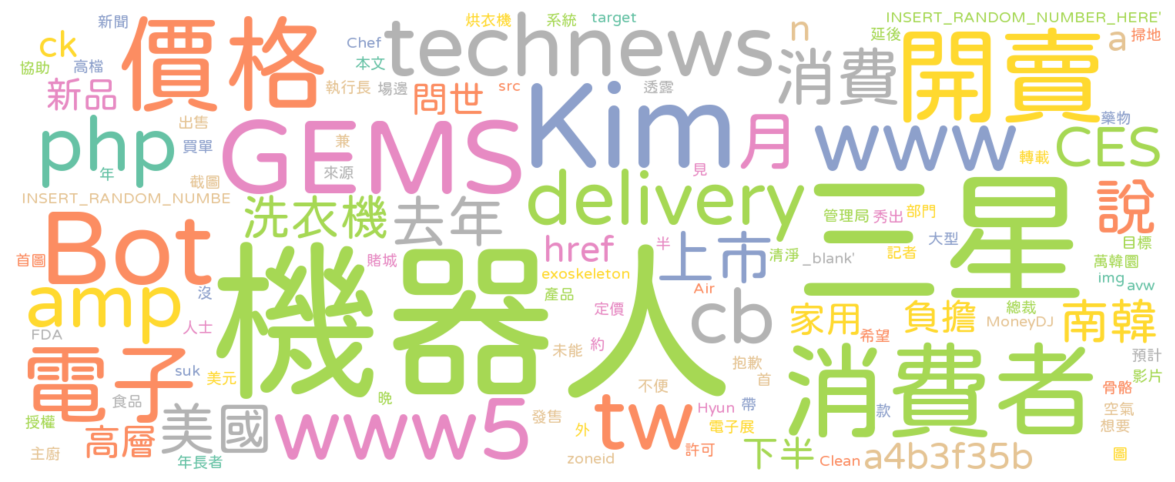 新聞
烘衣機
系統
target
INSERT_RANDOM_NUMBER_HERE'
ck
價格
Chef
technews
n
延後
a
掃地
協助
高檔
本文
消費
開賣
新品
執行長
場邊
問世
src
透露
Kim
月
藥物
php
出售
買單
GEMS
兼
www
轉載
CES
年
截圖
來源
見
INSERT_RANDOM_NUMBE
洗衣機
去年
delivery
三星
管理局
秀出
部門
說
Bot
href
半
上市
清淨
_blank'
大型
記者
目標
首圖
賭城
exoskeleton
萬韓圜
amp
沒
機器人
產品
定價
Air
cb
家用
負擔
總裁
img
avw
南韓
FDA
人士
約
希望
MoneyDJ
電子
suk
美元
未能
抱歉
首
消費者
預計
影片
食品
晚
不便
骨骼
授權
高層
美國
www5
發售
tw
Hyun
帶
款
空氣
外
電子展
想要
主廚
年長者
zoneid
許可
下半
Clean
a4b3f35b
圖